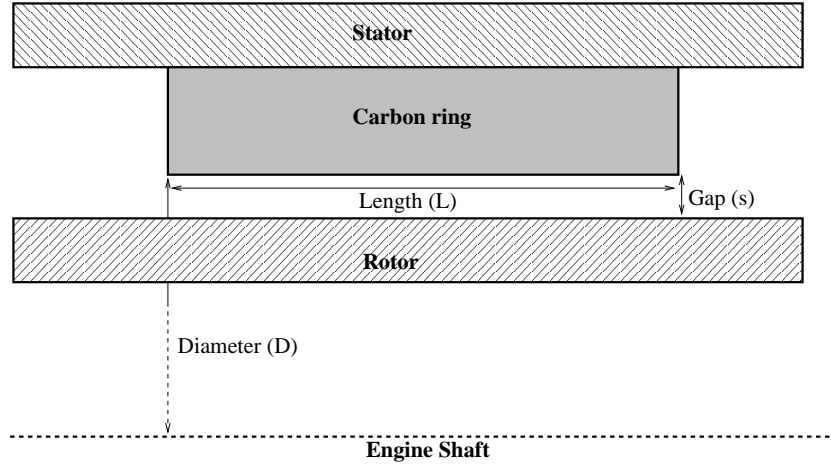 Stator
Carbon ring
Length (L)
Gap (s)
Rotor
Diameter (D)
Engine Shaft